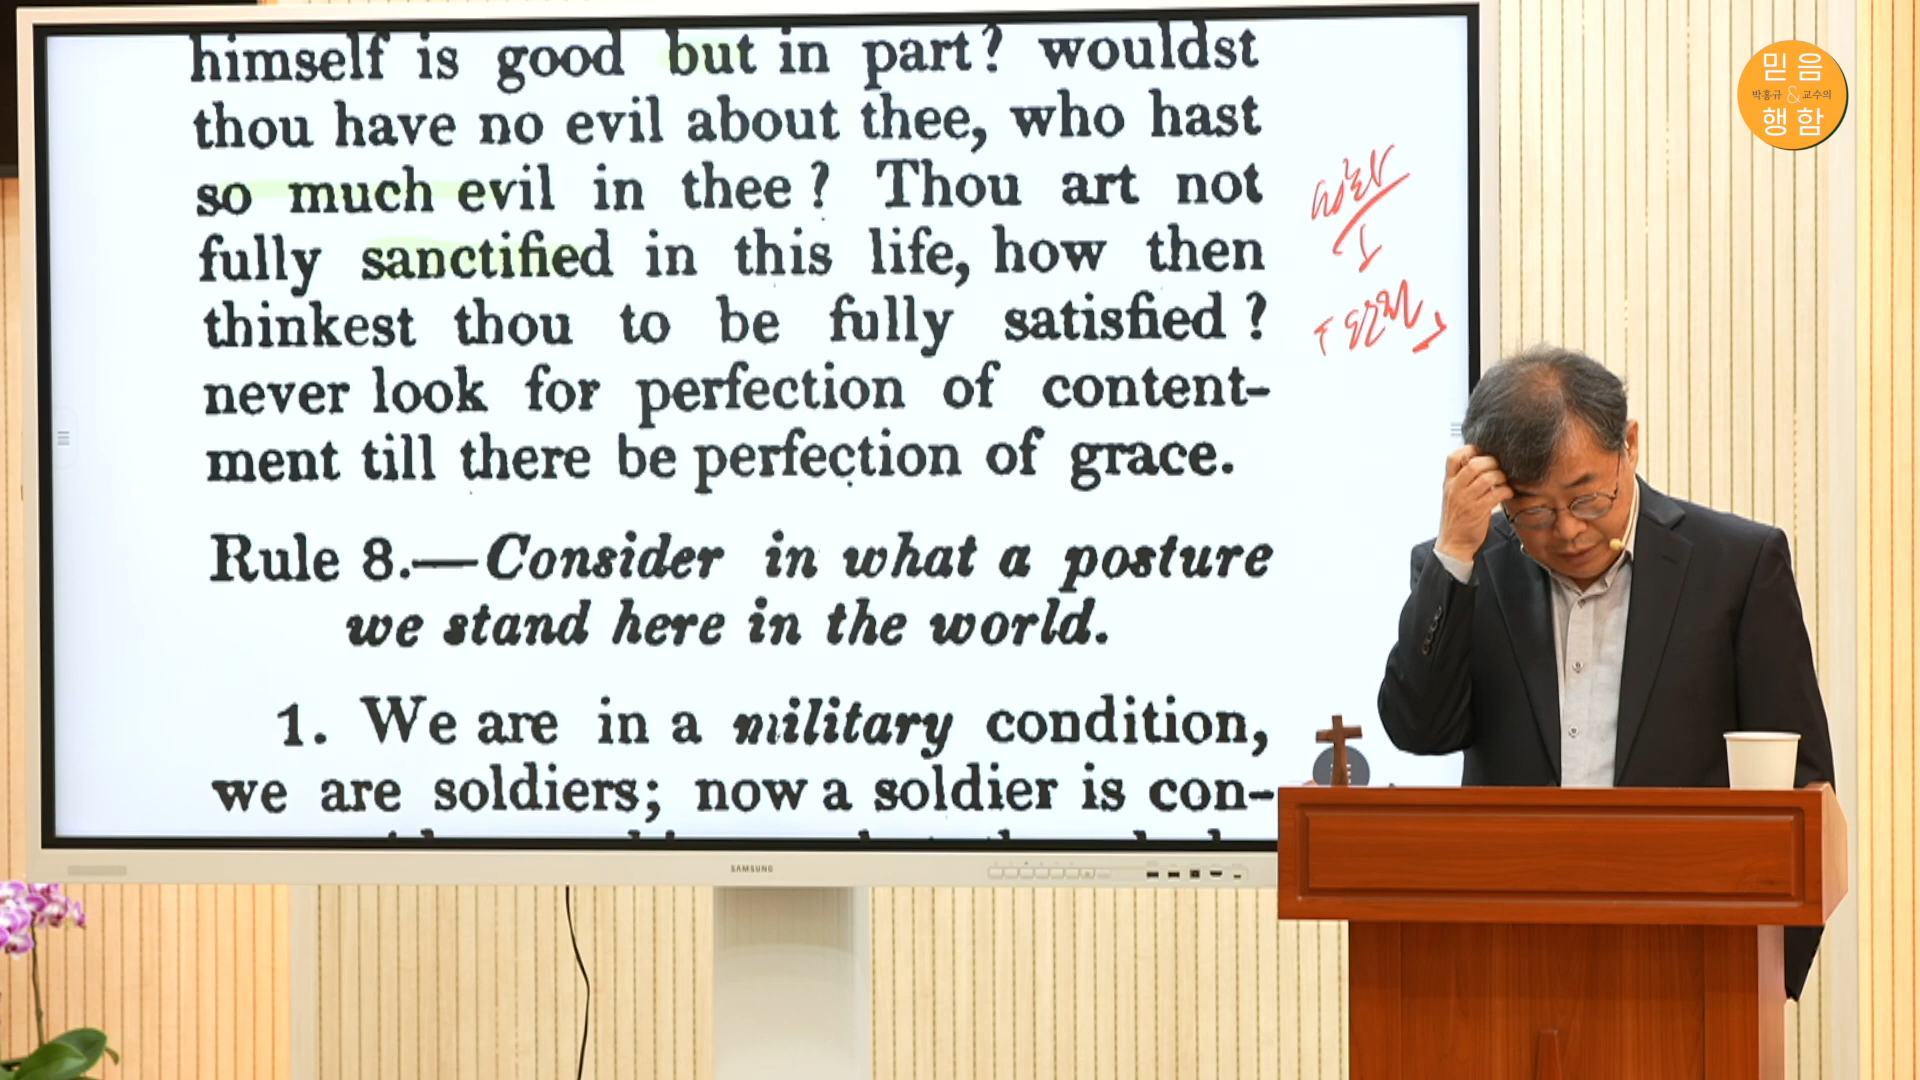 himself is good but in part? wouldst
thou have no evil about thee, who hast
so much evil in thee? Thou art not
fully sanctified in this life, how then
thinkest thou to be fully satisfied?
never look for perfection of content-
ment till there be perfection of grace.
Rule 8.—Consider in what a posture
we stand here in the world.
1. We are in a military condition,
we are soldiers; now a soldier is con-
믿음
박홍규 & 교수의
행함
SAMSUNG